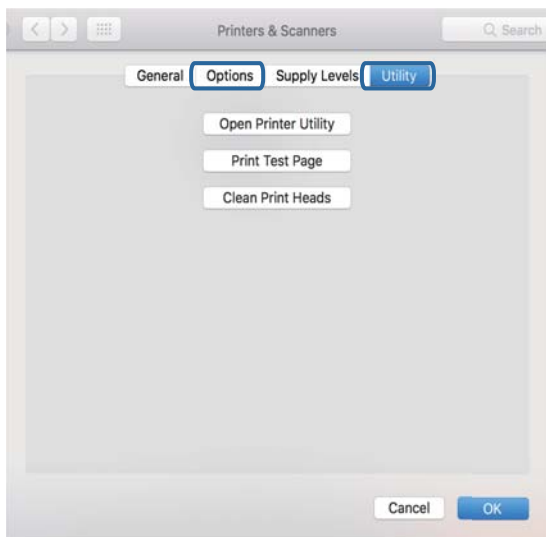 Printers & Scanners Search
General Options Supply Levels Utility
Open Printer Utility
Print Test Page
Clean Print Heads
Cancel OK